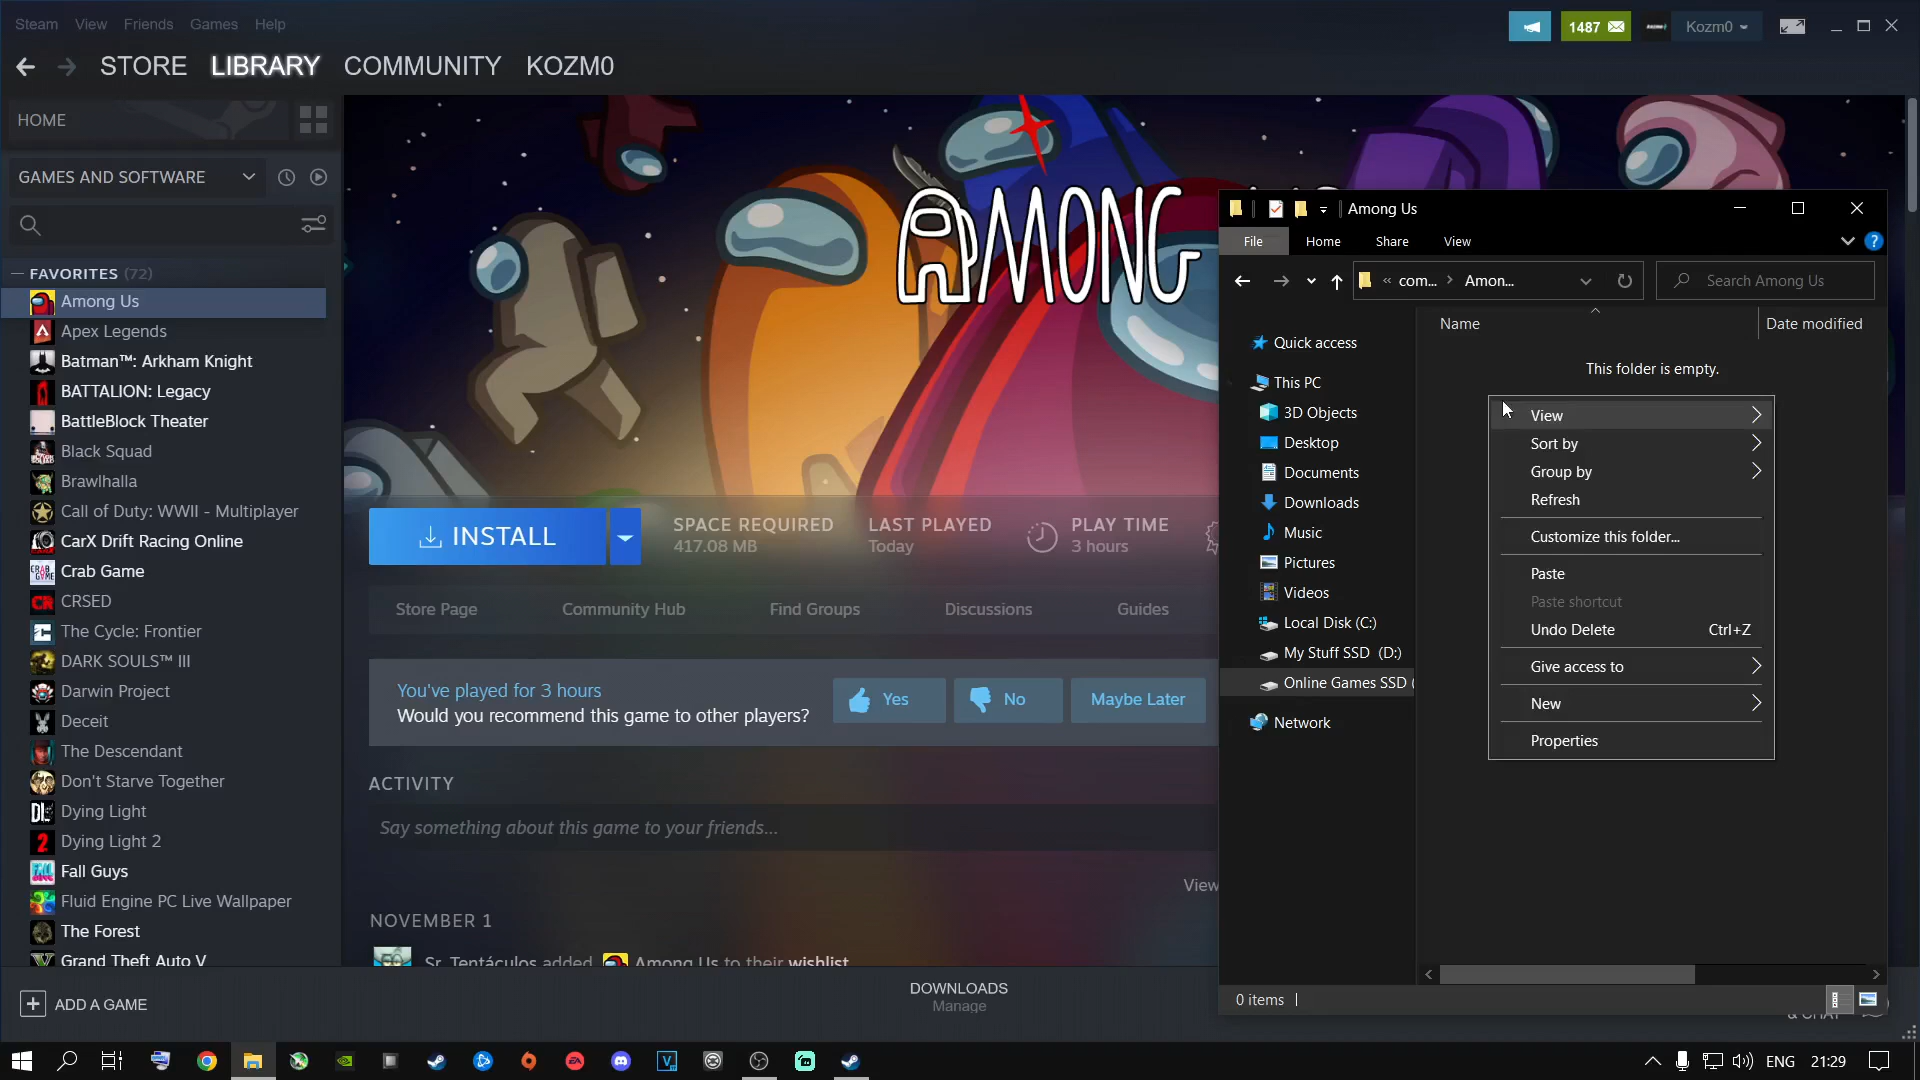 Steam View Friends Games Help
1487
Kozm0
STORE LIBRARY COMMUNITY KOZM0
HOME
GAMES AND SOFTWARE
FAVORITES (72)
Among Us
Apex Legends
Batman™: Arkham Knight
BATTALION: Legacy
BattleBlock Theater
Black Squad
Brawlhalla
Call of Duty: WWII - Multiplayer
CarX Drift Racing Online
Crab Game
CRSED
The Cycle: Frontier
DARK SOULS™ III
Darwin Project
Deceit
The Descendant
Don't Starve Together
Dying Light
Dying Light 2
Fall Guys
Fluid Engine PC Live Wallpaper
The Forest
Grand Theft Auto V
ADD A GAME
AMONG
INSTALL
SPACE REQUIRED
417.08 MB
LAST PLAYED
Today
PLAY TIME
3 hours
Store Page Community Hub Find Groups Discussions Guides
You've played for 3 hours
Would you recommend this game to other players?
Yes No Maybe Later
ACTIVITY
Say something about this game to your friends...
View
NOVEMBER 1
Sr. Tentáculos added Among Us to their wishlist
DOWNLOADS
Manage
& CHAT
Among Us
File Home Share View
« com... > Amon...
Search Among Us
Name Date modified
This folder is empty.
Quick access
This PC
3D Objects
Desktop
Documents
Downloads
Music
Pictures
Videos
Local Disk (C:)
My Stuff SSD (D:)
Online Games SSD (
Network
View
Sort by
Group by
Refresh
Customize this folder...
Paste
Paste shortcut
Undo Delete Ctrl+Z
Give access to
New
Properties
0 items
ENG 21:29